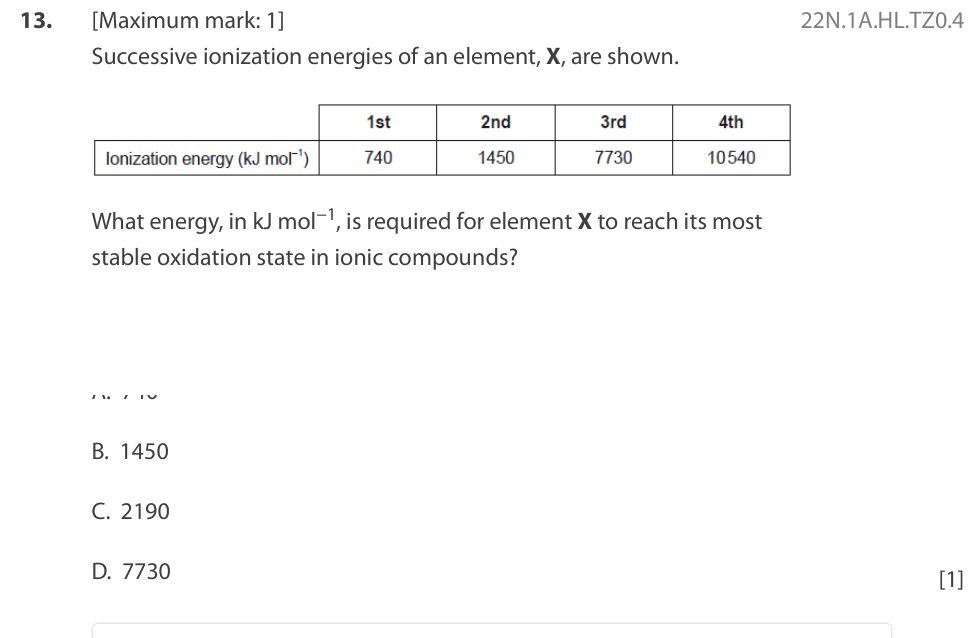 13. [Maximum mark: 1] 22N.1A.HL.TZ0.4
Successive ionization energies of an element, X, are shown.
1st 2nd 3rd 4th
Ionization energy (kJ mol⁻¹) 740 1450 7730 10540
What energy, in kJ mol⁻¹, is required for element X to reach its most
stable oxidation state in ionic compounds?
B. 1450
C. 2190
D. 7730
[1]